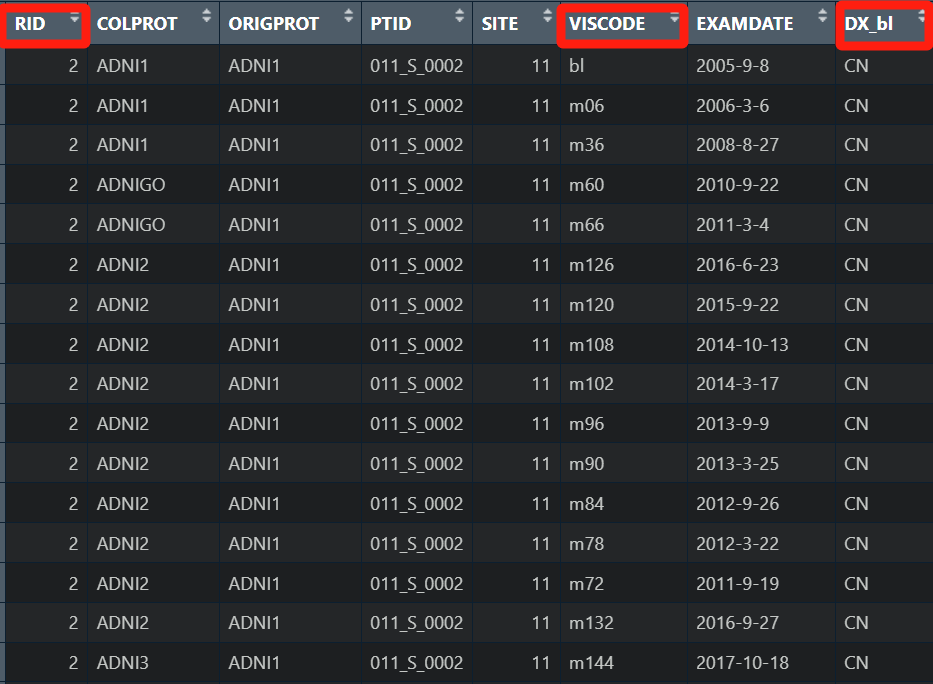 RID COLPROT ORIGPROT PTID SITE VISCODE EXAMDATE DX_bl
2 ADNI1 ADNI1 011_S_0002 11 bl 2005-9-8 CN
2 ADNI1 ADNI1 011_S_0002 11 m06 2006-3-6 CN
2 ADNI1 ADNI1 011_S_0002 11 m36 2008-8-27 CN
2 ADNIGO ADNI1 011_S_0002 11 m60 2010-9-22 CN
2 ADNIGO ADNI1 011_S_0002 11 m66 2011-3-4 CN
2 ADNI2 ADNI1 011_S_0002 11 m126 2016-6-23 CN
2 ADNI2 ADNI1 011_S_0002 11 m120 2015-9-22 CN
2 ADNI2 ADNI1 011_S_0002 11 m108 2014-10-13 CN
2 ADNI2 ADNI1 011_S_0002 11 m102 2014-3-17 CN
2 ADNI2 ADNI1 011_S_0002 11 m96 2013-9-9 CN
2 ADNI2 ADNI1 011_S_0002 11 m90 2013-3-25 CN
2 ADNI2 ADNI1 011_S_0002 11 m84 2012-9-26 CN
2 ADNI2 ADNI1 011_S_0002 11 m78 2012-3-22 CN
2 ADNI2 ADNI1 011_S_0002 11 m72 2011-9-19 CN
2 ADNI2 ADNI1 011_S_0002 11 m132 2016-9-27 CN
2 ADNI3 ADNI1 011_S_0002 11 m144 2017-10-18 CN